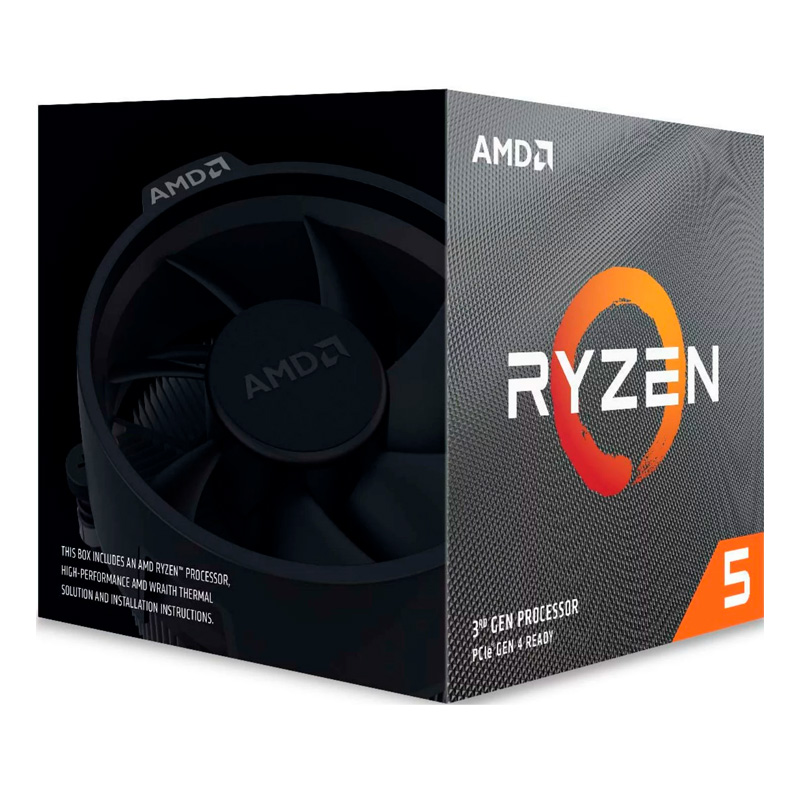 AMD
AMD
THIS BOX INCLUDES AN AMD RYZEN™ PROCESSOR,
HIGH-PERFORMANCE AMD WRAITH THERMAL
SOLUTION AND INSTALLATION INSTRUCTIONS.
AMD
RYZEN
5
3RD GEN PROCESSOR
PCIe® GEN 4 READY